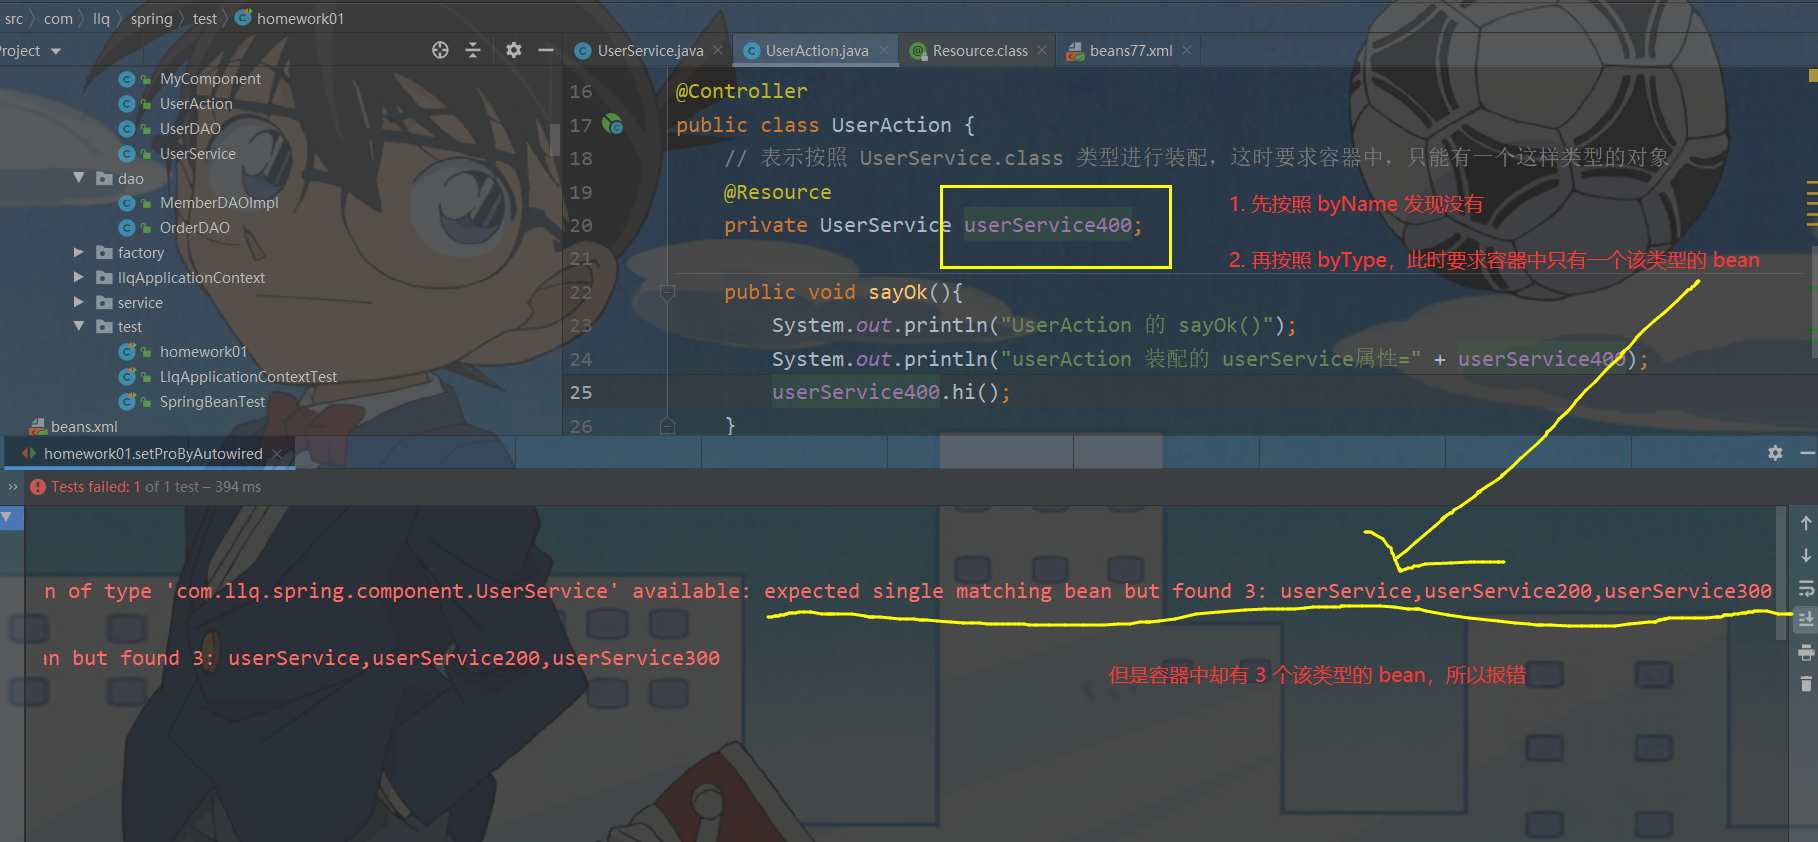 src com llq spring test homework01
Project
UserService.java UserAction.java Resource.class beans77.xml
MyComponent
UserAction
UserDAO
UserService
dao
MemberDAOImpl
OrderDAO
factory
llqApplicationContext
service
test
homework01
LlqApplicationContextTest
SpringBeanTest
beans.xml
16 @Controller
17 public class UserAction {
18 // 表示按照 UserService.class 类型进行装配，这时要求容器中，只能有一个这样类型的对象
19 @Resource
20 private UserService userService400;
21
22 public void sayOk(){
23 System.out.println("UserAction 的 sayOk()");
24 System.out.println("userAction 装配的 userService属性=" + userService400);
25 userService400.hi();
26 }
1. 先按照 byName 发现没有
2. 再按照 byType，此时要求容器中只有一个该类型的 bean
homework01.setProByAutowired
Tests failed: 1 of 1 test – 394 ms
n of type 'com.llq.spring.component.UserService' available: expected single matching bean but found 3: userService,userService200,userService300
an but found 3: userService,userService200,userService300
但是容器中却有 3 个该类型的 bean，所以报错